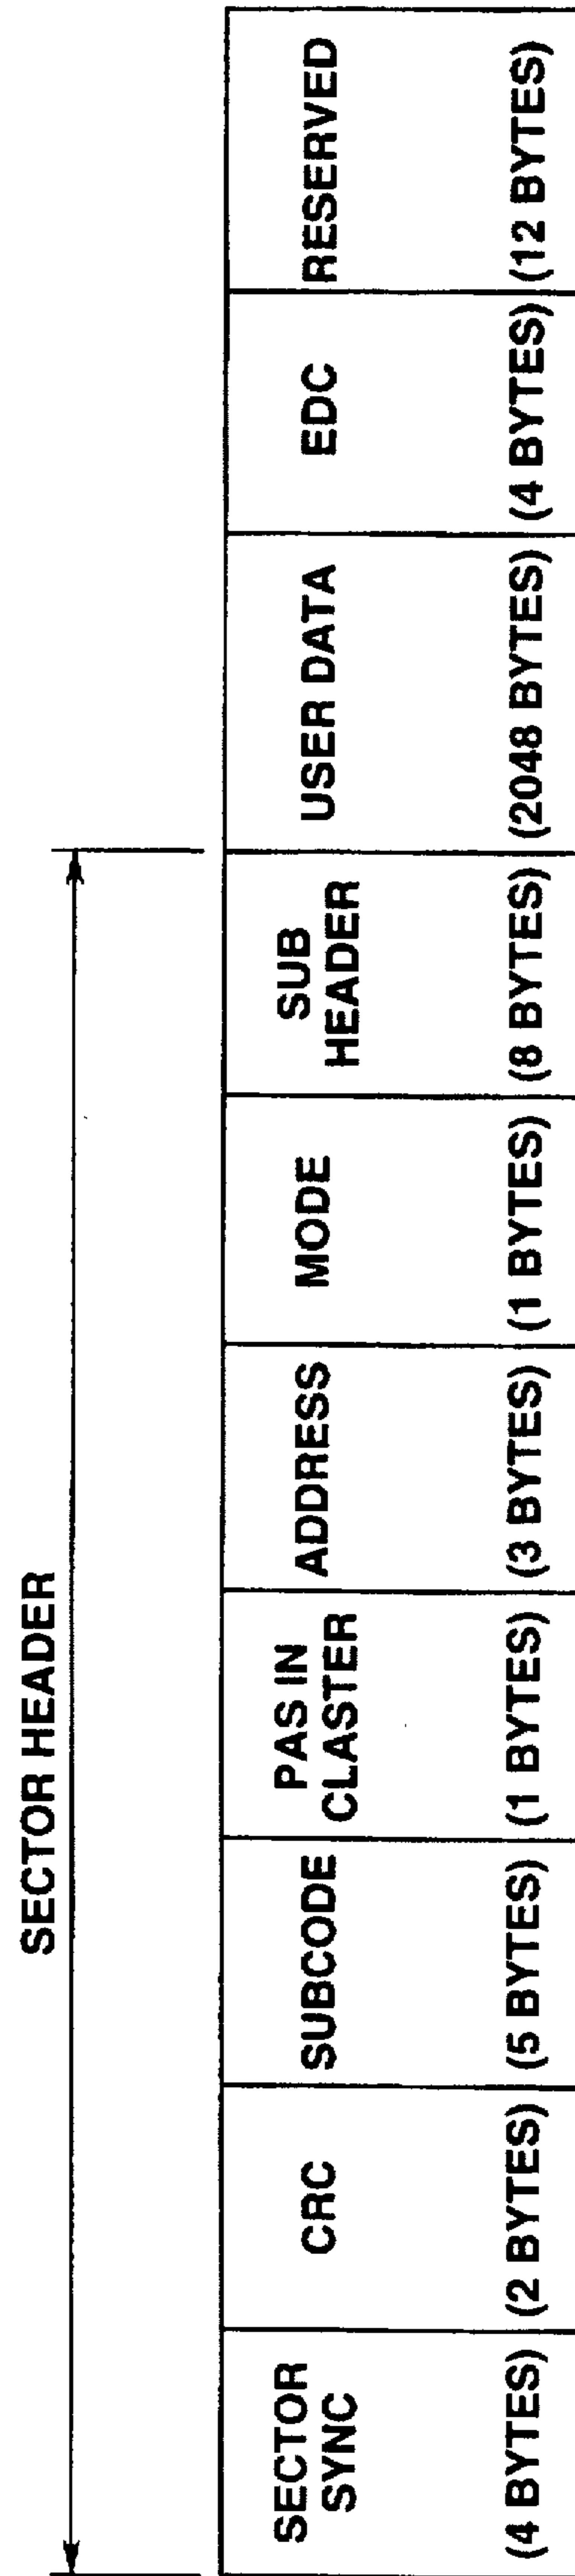 SECTOR HEADER
SECTOR
SYNC
(4 BYTES)
CRC
(2 BYTES)
SUBCODE
(5 BYTES)
PAS IN
CLASTER
(1 BYTES)
ADDRESS
(3 BYTES)
MODE
(1 BYTES)
SUB
HEADER
(8 BYTES)
USER DATA
(2048 BYTES)
EDC
(4 BYTES)
RESERVED
(12 BYTES)